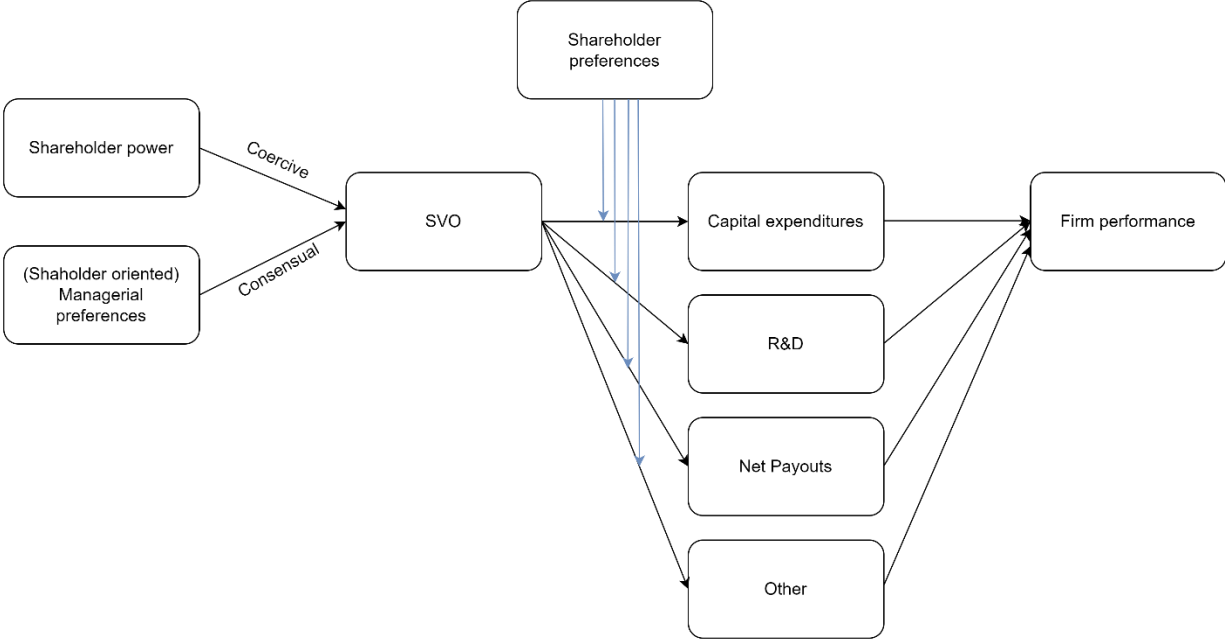 Shareholder
preferences
Shareholder power
Coercive
SVO
Capital expenditures
Firm performance
(Shaholder oriented)
Managerial
preferences
Consensual
R&D
Net Payouts
Other